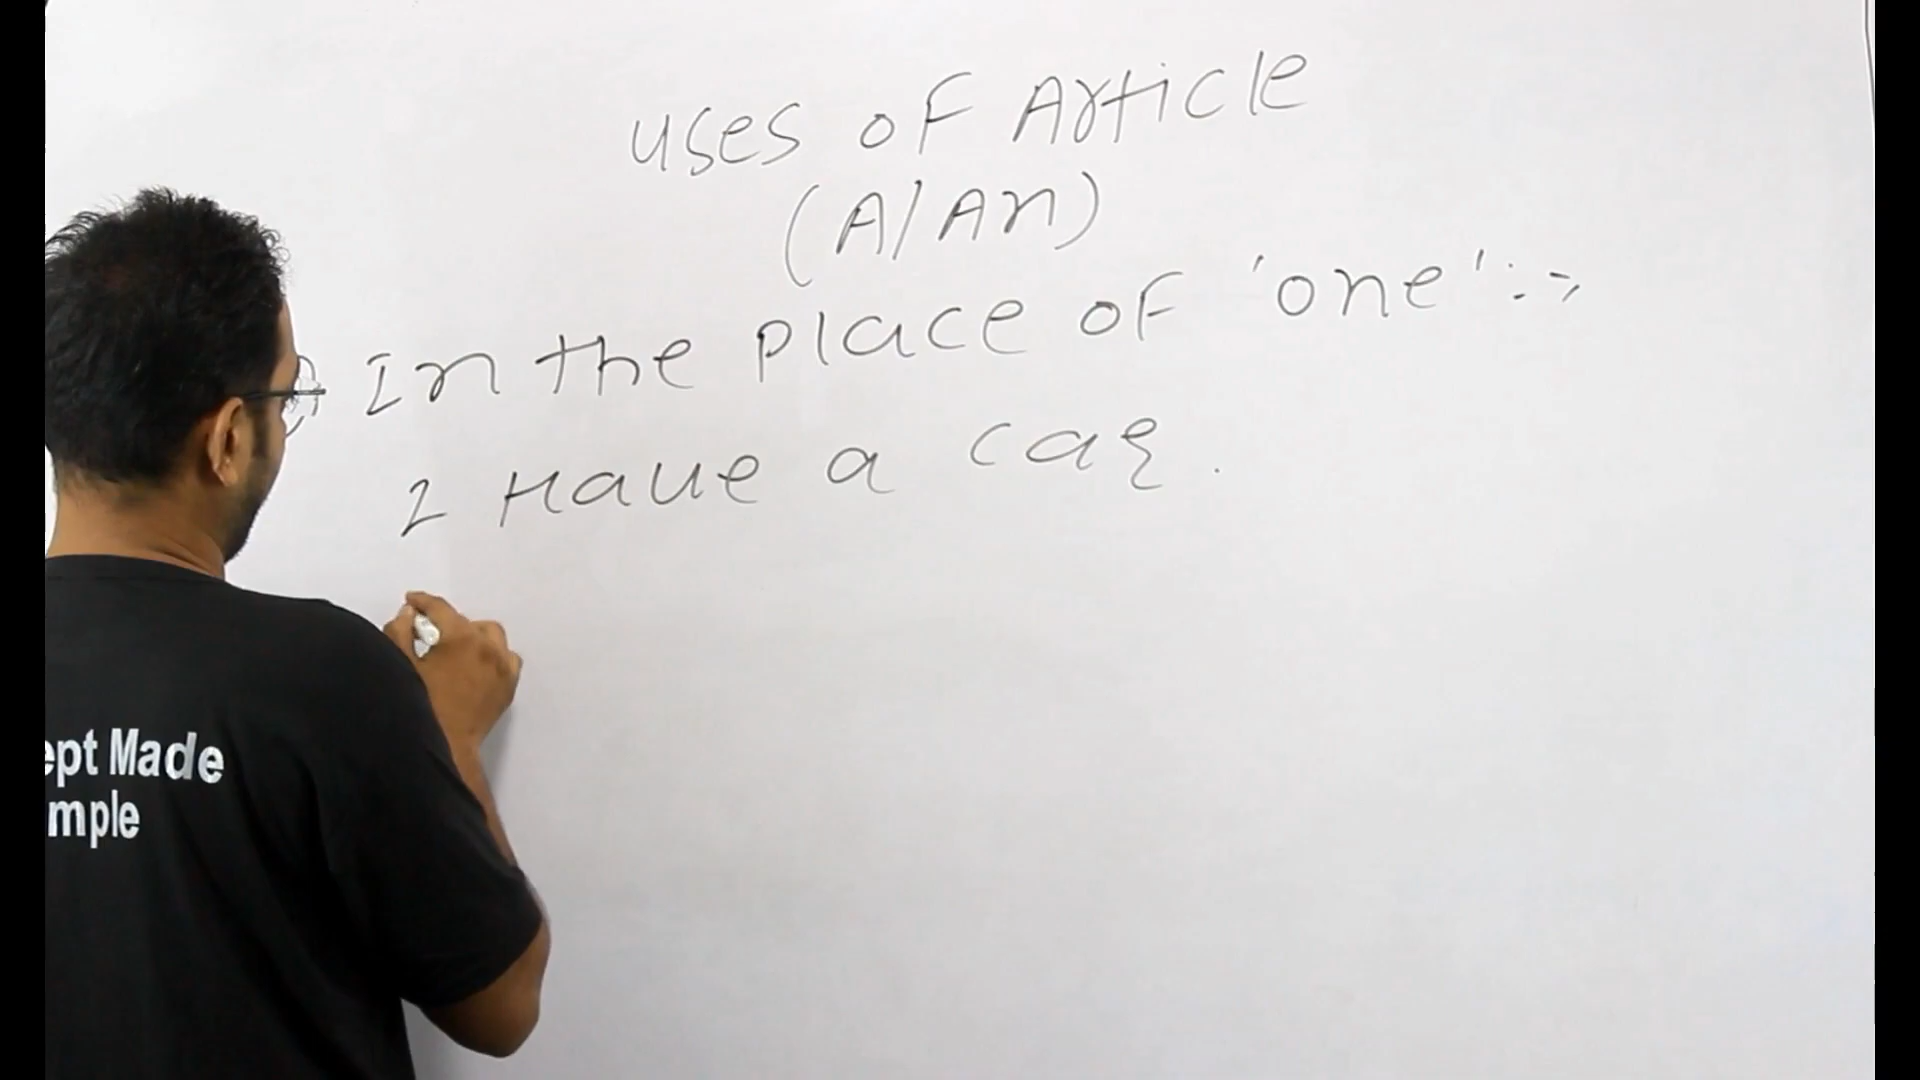 Uses of Article
(A/An)
In the place of 'one' :-
I Have a car.
ept Made
mple